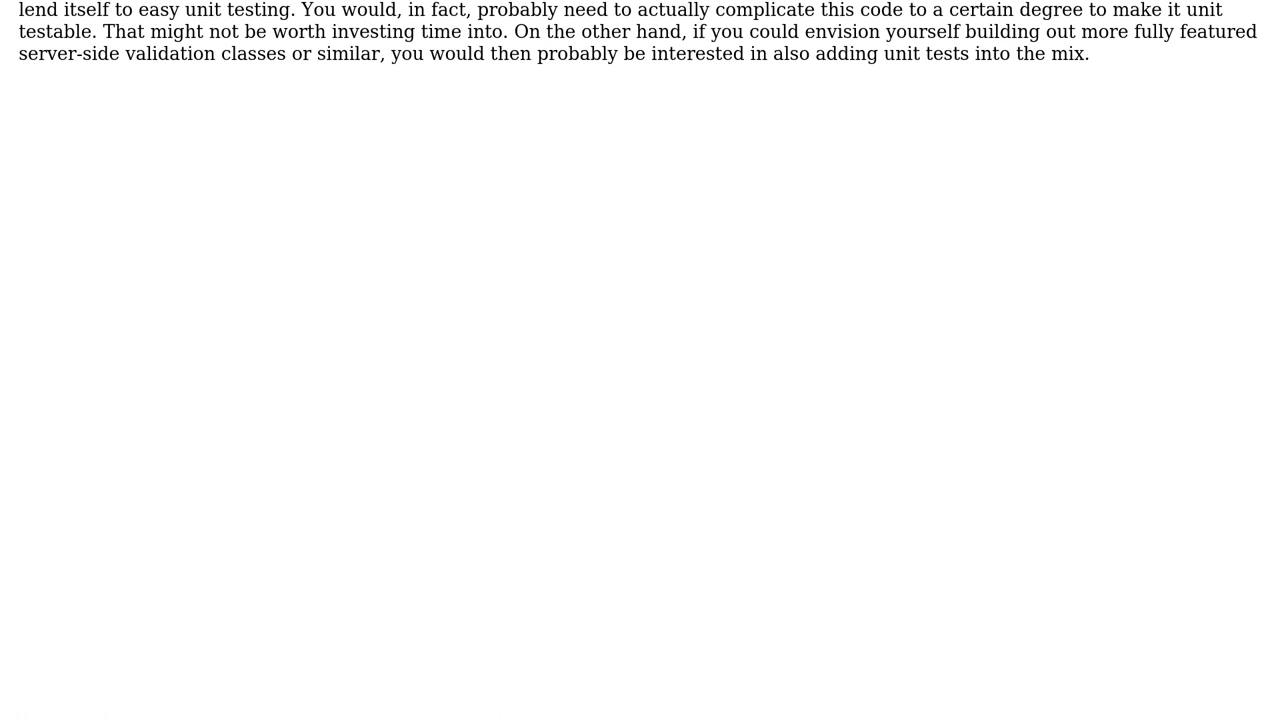 lend itself to easy unit testing. You would, in fact, probably need to actually complicate this code to a certain degree to make it unit
testable. That might not be worth investing time into. On the other hand, if you could envision yourself building out more fully featured
server-side validation classes or similar, you would then probably be interested in also adding unit tests into the mix.